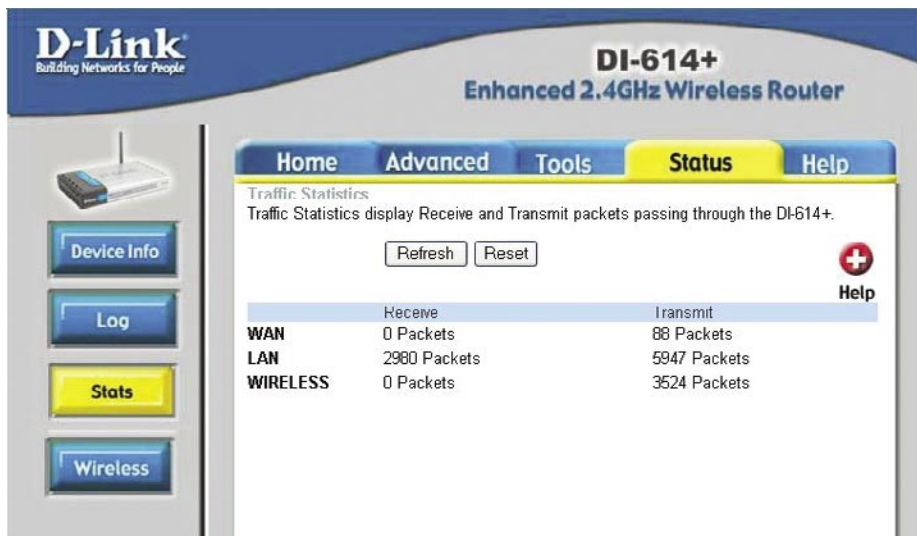 D-Link
Building Networks for People
DI-614+
Enhanced 2.4GHz Wireless Router
Home Advanced Tools Status Help
Device Info
Log
Stats
Wireless
Traffic Statistics
Traffic Statistics display Receive and Transmit packets passing through the DI-614+.
Refresh Reset
Help
Receive Transmit
WAN 0 Packets 88 Packets
LAN 2980 Packets 5947 Packets
WIRELESS 0 Packets 3524 Packets